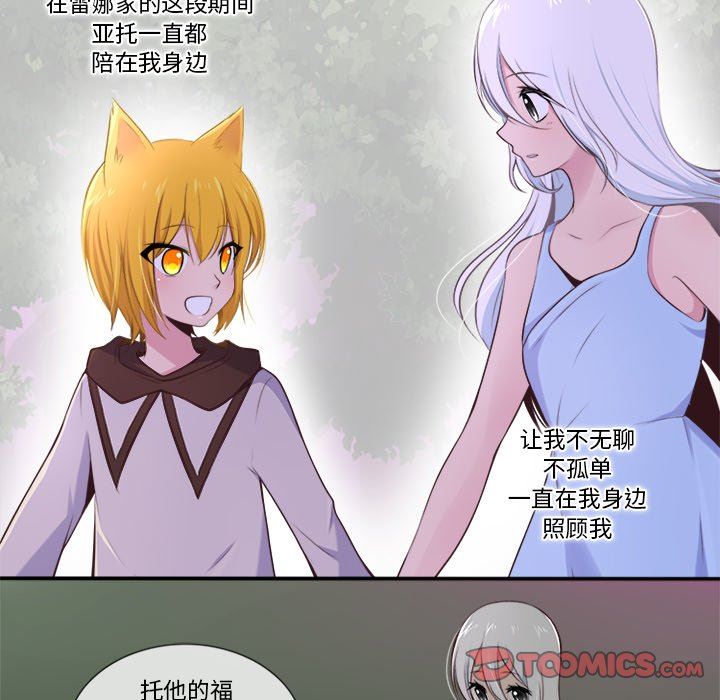 在蕾娜家的这段期间
亚托一直都
陪在我身边
让我不无聊
不孤单
一直在我身边
照顾我
托他的福
TOOMICS.COM